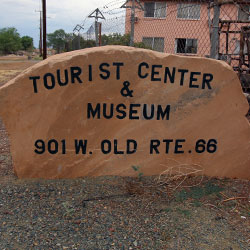 TOURIST CENTER
&
MUSEUM
901 W. OLD RTE. 66